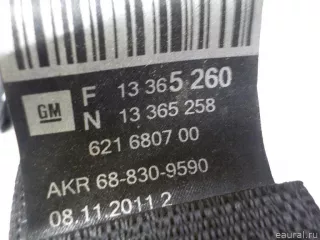 GM
F 13 365 260
N 13 365 258
621 6807 00
AKR 68-830-9590
08.11.2011 2
© eaural.ru